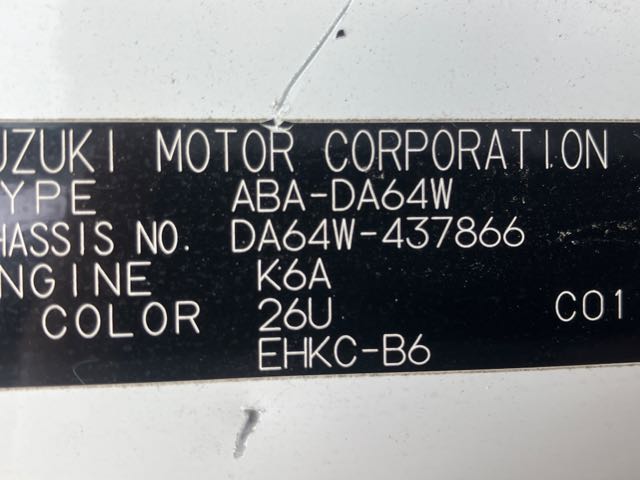 UZUKI MOTOR CORPORATION
YPE ABA-DA64W
HASSIS NO. DA64W-437866
NGINE K6A
COLOR 26U C01
EHKC-B6